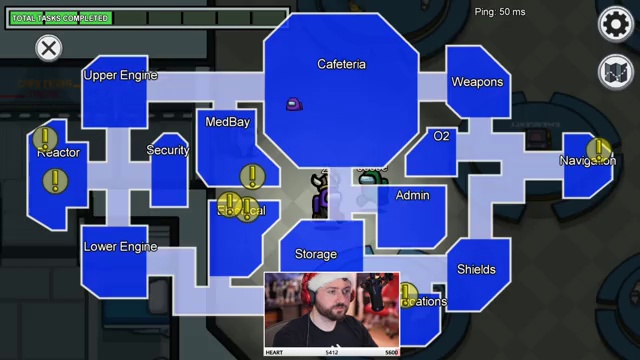 TOTAL TASKS COMPLETED
Ping: 50 ms
Cafeteria
Upper Engine
Weapons
MedBay
O2
Reactor
Security
Navigation
Admin
Lower Engine
Storage
Shields
HEART 5412 5600